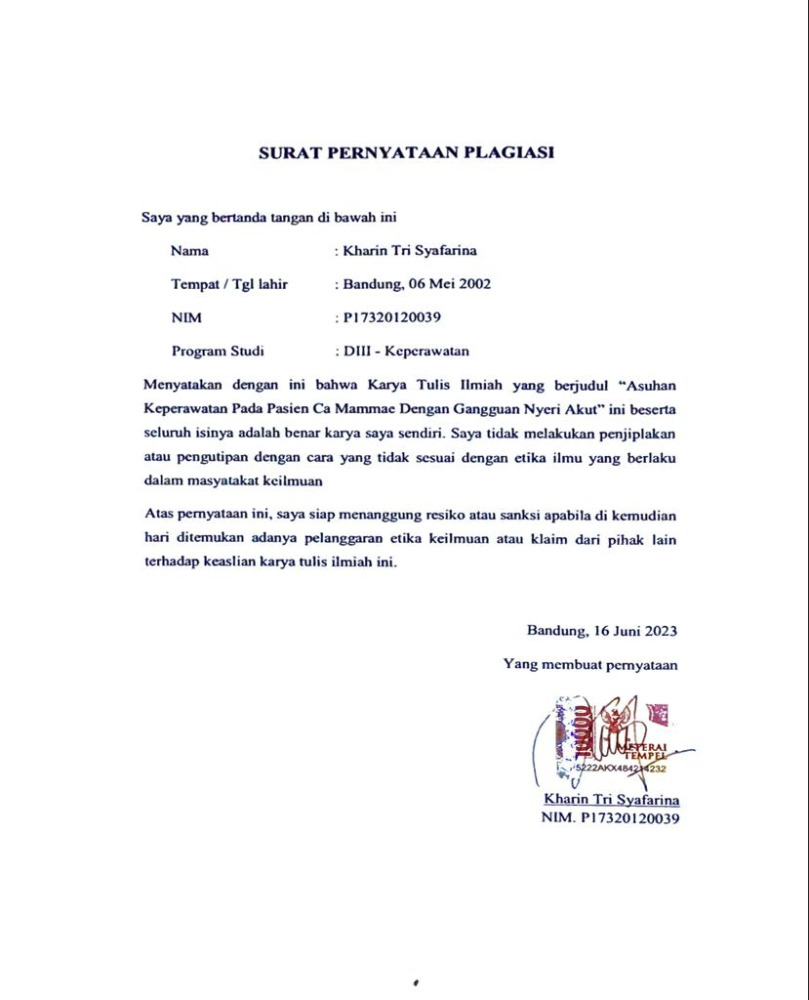 SURAT PERNYATAAN PLAGIASI
Saya yang bertanda tangan di bawah ini
Nama : Kharin Tri Syafarina
Tempat / Tgl lahir : Bandung, 06 Mei 2002
NIM : P17320120039
Program Studi : DIII - Keperawatan
Menyatakan dengan ini bahwa Karya Tulis Ilmiah yang berjudul “Asuhan
Keperawatan Pada Pasien Ca Mammae Dengan Gangguan Nyeri Akut” ini beserta
seluruh isinya adalah benar karya saya sendiri. Saya tidak melakukan penjiplakan
atau pengutipan dengan cara yang tidak sesuai dengan etika ilmu yang berlaku
dalam masyatakat keilmuan
Atas pernyataan ini, saya siap menanggung resiko atau sanksi apabila di kemudian
hari ditemukan adanya pelanggaran etika keilmuan atau klaim dari pihak lain
terhadap keaslian karya tulis ilmiah ini.
Bandung, 16 Juni 2023
Yang membuat pernyataan
10000
METERAI
TEMPEL
Kharin Tri Syafarina
NIM. P17320120039